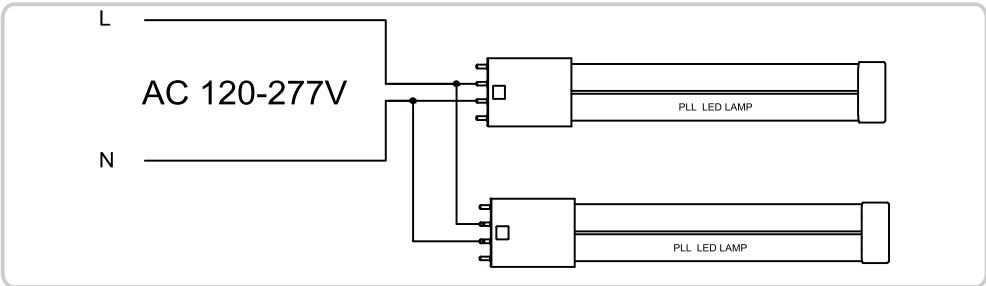 L
AC 120-277V
N
PLL LED LAMP
PLL LED LAMP